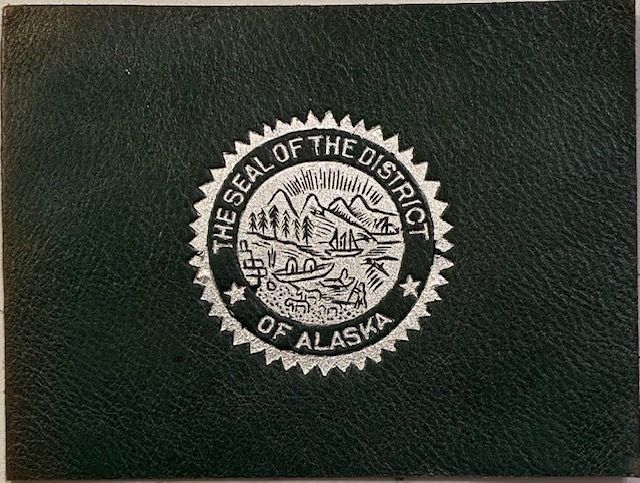 THE SEAL OF THE DISTRICT
OF ALASKA